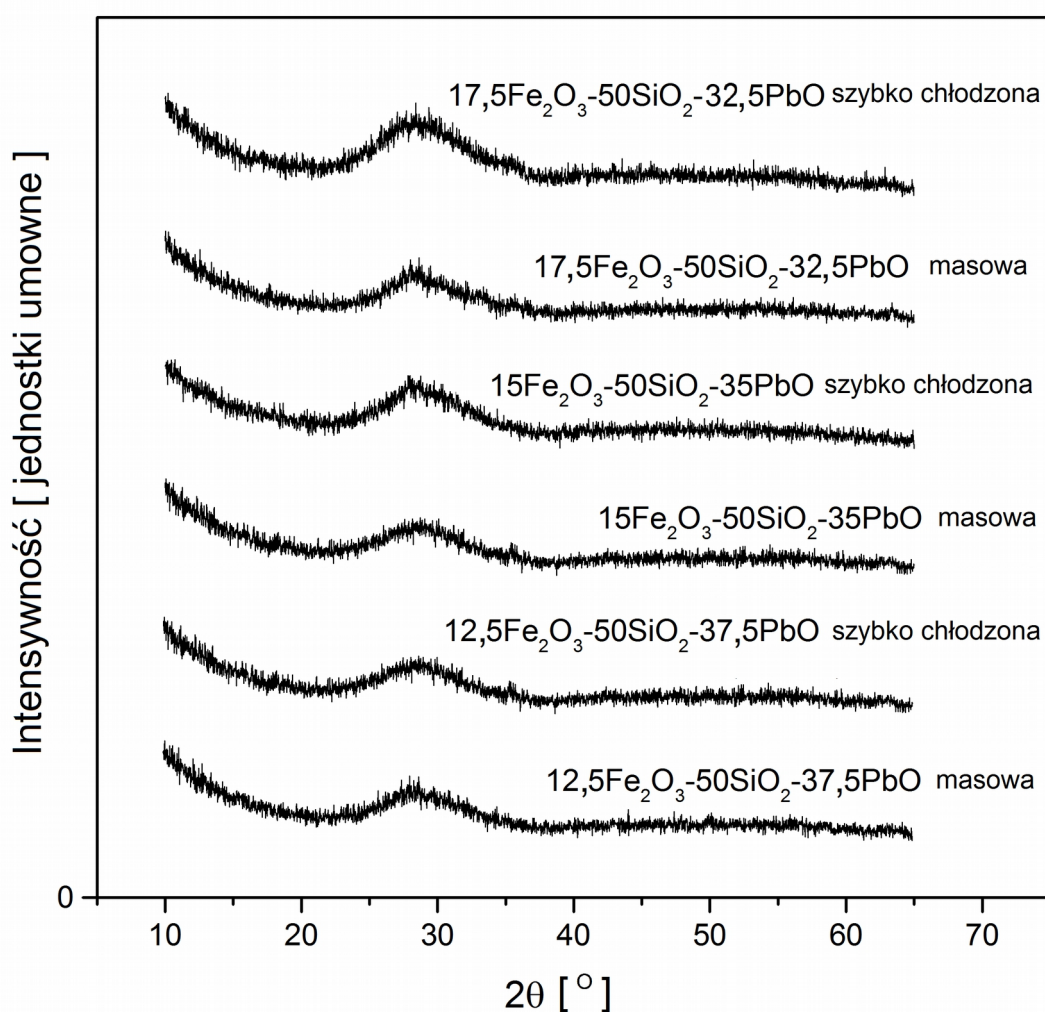 17,5Fe₂O₃-50SiO₂-32,5PbO szybko chłodzona
17,5Fe₂O₃-50SiO₂-32,5PbO masowa
15Fe₂O₃-50SiO₂-35PbO szybko chłodzona
15Fe₂O₃-50SiO₂-35PbO masowa
12,5Fe₂O₃-50SiO₂-37,5PbO szybko chłodzona
12,5Fe₂O₃-50SiO₂-37,5PbO masowa
Intensywność [ jednostki umowne ]
0
10 20 30 40 50 60 70
2θ [ ᴼ ]